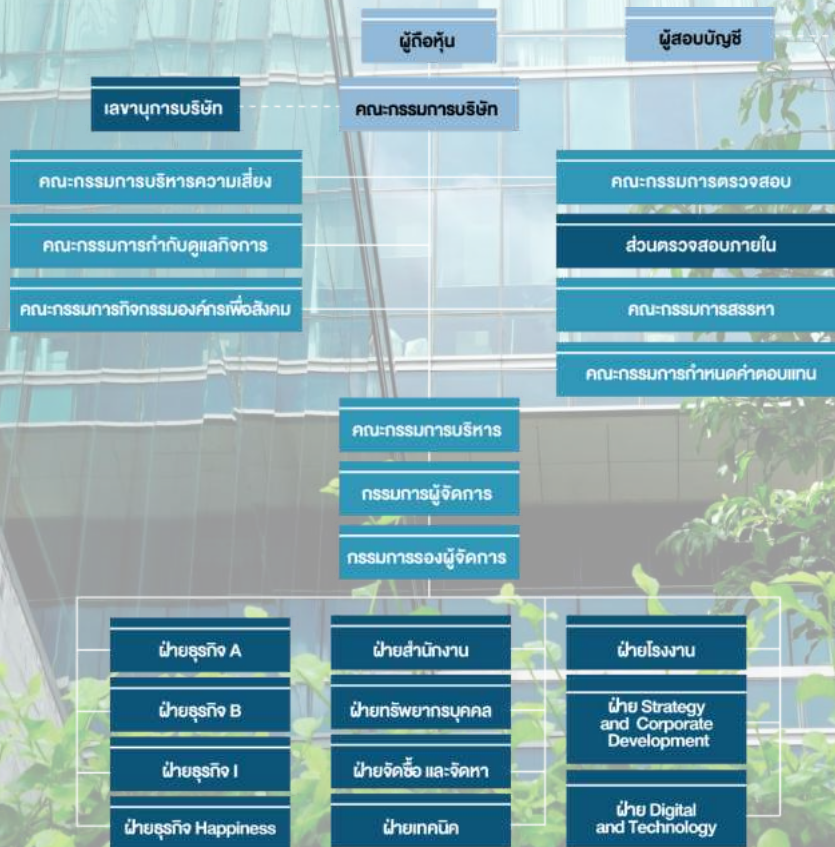 ผู้ถือหุ้น
ผู้สอบบัญชี
เลขานุการบริษัท
คณะกรรมการบริษัท
คณะกรรมการบริหารความเสี่ยง
คณะกรรมการตรวจสอบ
คณะกรรมการกำกับดูแลกิจการ
ส่วนตรวจสอบภายใน
คณะกรรมการกิจกรรมองค์กรเพื่อสังคม
คณะกรรมการสรรหา
คณะกรรมการกำหนดค่าตอบแทน
คณะกรรมการบริหาร
กรรมการผู้จัดการ
กรรมการรองผู้จัดการ
ฝ่ายธุรกิจ A
ฝ่ายสำนักงาน
ฝ่ายโรงงาน
ฝ่ายธุรกิจ B
ฝ่ายทรัพยากรบุคคล
ฝ่าย Strategy
and Corporate
Development
ฝ่ายธุรกิจ I
ฝ่ายจัดซื้อ และจัดหา
ฝ่ายธุรกิจ Happiness
ฝ่ายเทคนิค
ฝ่าย Digital
and Technology